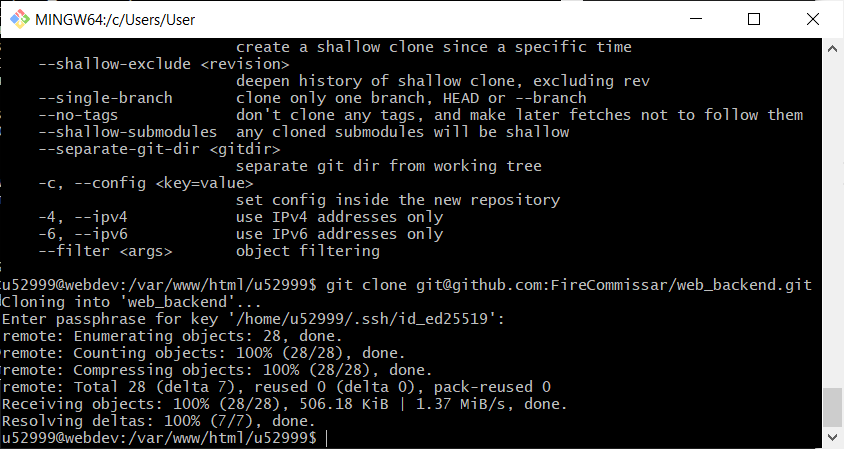 MINGW64:/c/Users/User
create a shallow clone since a specific time
--shallow-exclude <revision>
deepen history of shallow clone, excluding rev
--single-branch clone only one branch, HEAD or --branch
--no-tags don't clone any tags, and make later fetches not to follow them
--shallow-submodules any cloned submodules will be shallow
--separate-git-dir <gitdir>
separate git dir from working tree
-c, --config <key=value>
set config inside the new repository
-4, --ipv4 use IPv4 addresses only
-6, --ipv6 use IPv6 addresses only
--filter <args> object filtering
u52999@webdev:/var/www/html/u52999$ git clone git@github.com:FireCommissar/web_backend.git
Cloning into 'web_backend'...
Enter passphrase for key '/home/u52999/.ssh/id_ed25519':
remote: Enumerating objects: 28, done.
remote: Counting objects: 100% (28/28), done.
remote: Compressing objects: 100% (28/28), done.
remote: Total 28 (delta 7), reused 0 (delta 0), pack-reused 0
Receiving objects: 100% (28/28), 506.18 KiB | 1.37 MiB/s, done.
Resolving deltas: 100% (7/7), done.
u52999@webdev:/var/www/html/u52999$